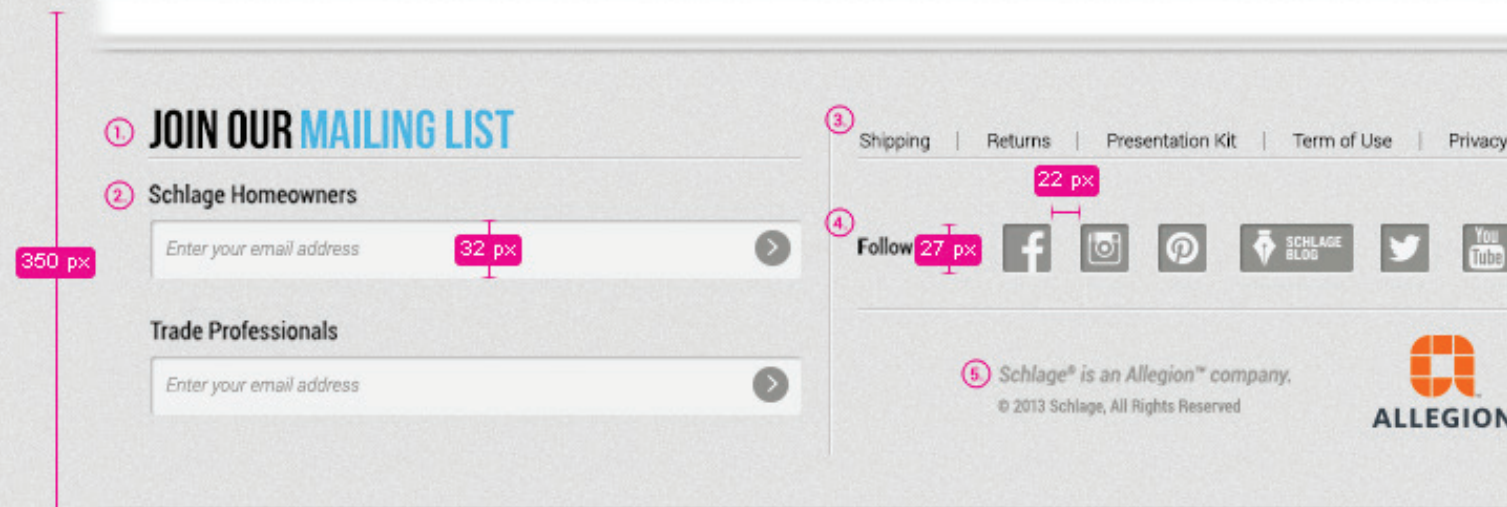 1. JOIN OUR MAILING LIST
2. Schlage Homeowners
Enter your email address
32 px
350 px
Trade Professionals
Enter your email address
3.
Shipping | Returns | Presentation Kit | Term of Use | Privacy
22 px
4.
Follow 27 px
SCHLAGE
BLOG
You
Tube
5. Schlage® is an Allegion™ company.
© 2013 Schlage, All Rights Reserved
ALLEGION